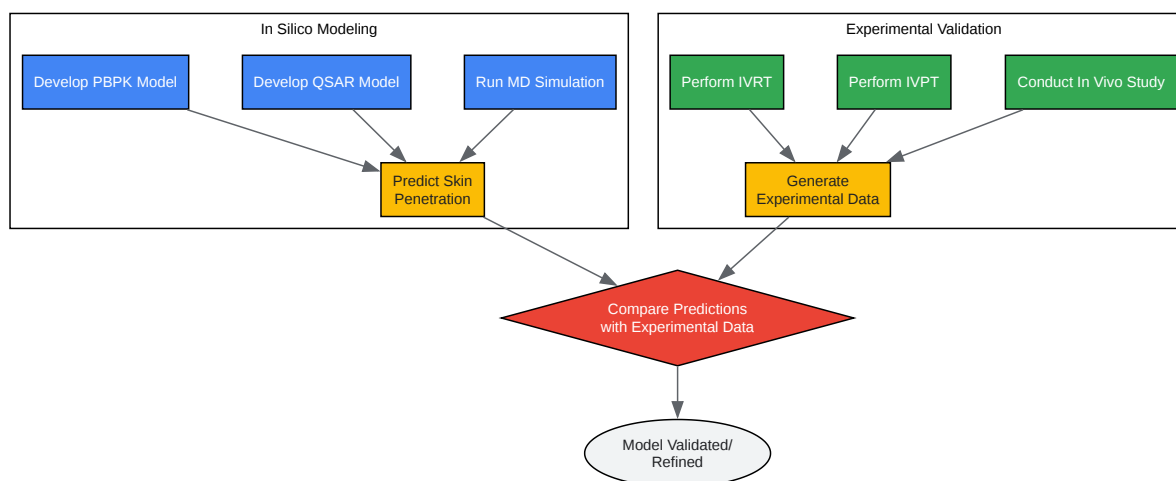 In Silico Modeling
Experimental Validation
Develop PBPK Model
Develop QSAR Model
Run MD Simulation
Perform IVRT
Perform IVPT
Conduct In Vivo Study
Predict Skin
Penetration
Generate
Experimental Data
Compare Predictions
with Experimental Data
Model Validated/
Refined